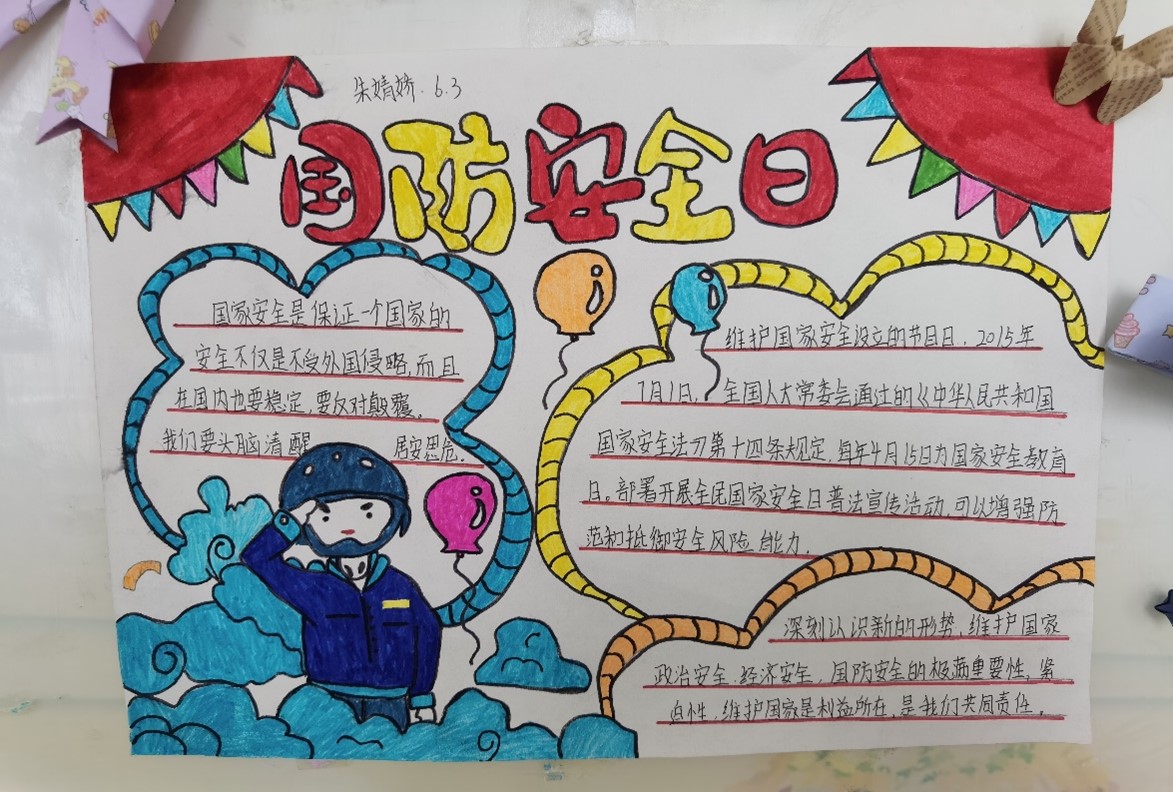 朱婧娇.6.3
国防安全日
国家安全是保证一个国家的
安全不仅是不受外国侵略,而且
在国内也要稳定,要反对颠覆。
我们要头脑清醒 居安思危.
维护国家安全设立的节目日.2015年
7月1日, 全国人大常委会通过的《中华人民共和国
国家安全法》第十四条规定,每年4月15日为国家安全教育
日。部署开展全民国家安全日普法宣传活动.可以增强防
范和抵御安全风险能力.
深刻认识新的形势.维护国家
政治安全.经济安全,国防安全的极端重要性,紧
迫性.维护国家是利益所在.是我们共同责任。